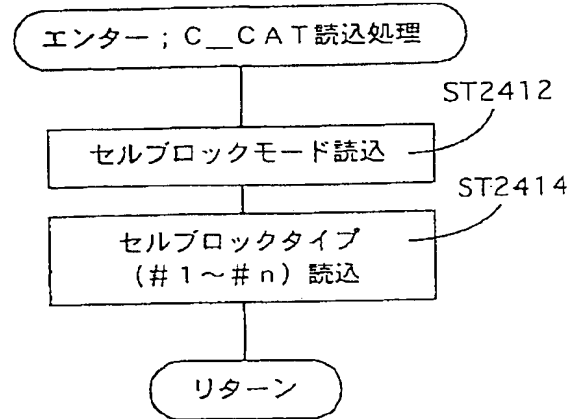 エンター；C＿CAT読込処理
ST2412
セルブロックモード読込
ST2414
セルブロックタイプ
(＃1～＃n) 読込
リターン